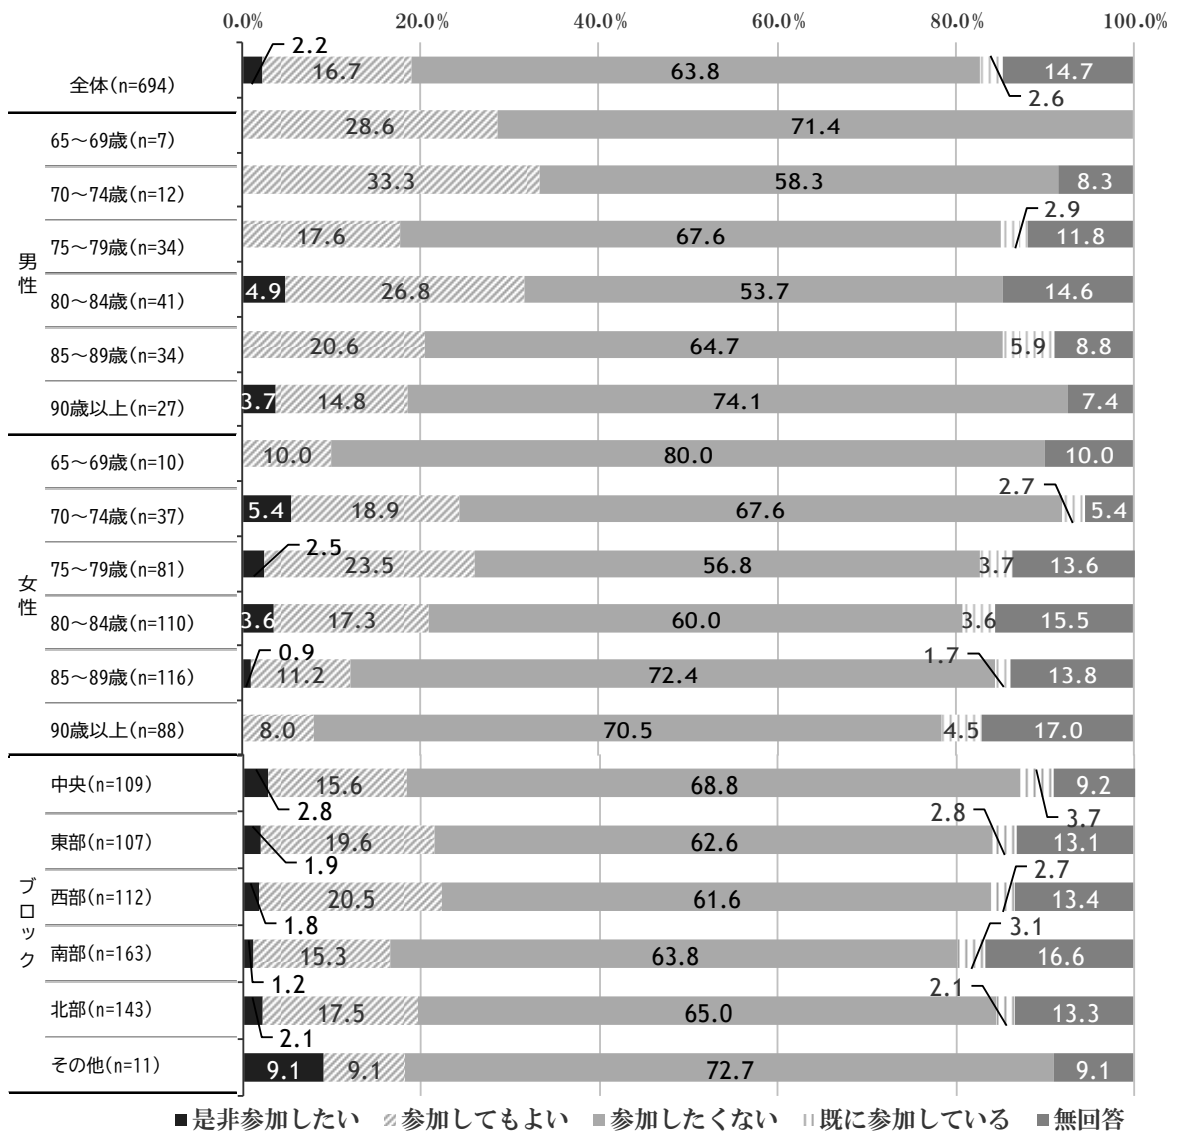 0.0% 20.0% 40.0% 60.0% 80.0% 100.0%
全体(n=694) 2.2 16.7 63.8 2.6 14.7
男性
65～69歳(n=7) 28.6 71.4
70～74歳(n=12) 33.3 58.3 8.3
75～79歳(n=34) 17.6 67.6 2.9 11.8
80～84歳(n=41) 4.9 26.8 53.7 14.6
85～89歳(n=34) 20.6 64.7 5.9 8.8
90歳以上(n=27) 3.7 14.8 74.1 7.4
女性
65～69歳(n=10) 10.0 80.0 10.0
70～74歳(n=37) 5.4 18.9 67.6 2.7 5.4
75～79歳(n=81) 2.5 23.5 56.8 3.7 13.6
80～84歳(n=110) 3.6 17.3 60.0 3.6 15.5
85～89歳(n=116) 0.9 11.2 72.4 1.7 13.8
90歳以上(n=88) 8.0 70.5 4.5 17.0
ブロック
中央(n=109) 2.8 15.6 68.8 3.7 9.2
東部(n=107) 1.9 19.6 62.6 2.8 13.1
西部(n=112) 1.8 20.5 61.6 2.7 13.4
南部(n=163) 1.2 15.3 63.8 3.1 16.6
北部(n=143) 2.1 17.5 65.0 2.1 13.3
その他(n=11) 9.1 9.1 72.7 9.1
是非参加したい 参加してもよい 参加したくない 既に参加している 無回答